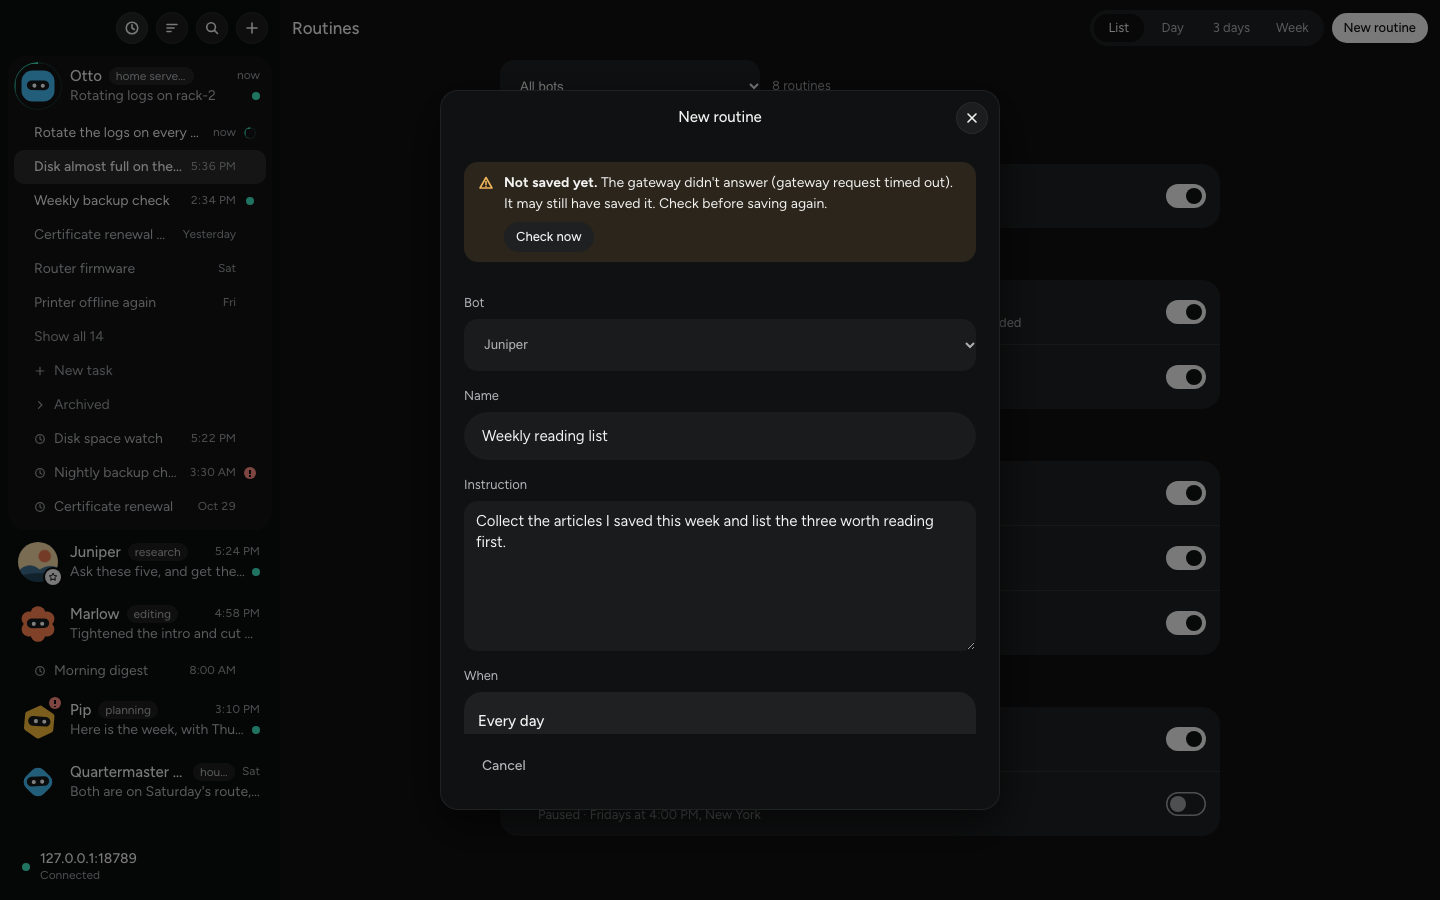 Routines
List
Day
3 days
Week
New routine
Otto
home serve...
now
Rotating logs on rack-2
Rotate the logs on every ...
now
Disk almost full on the...
5:36 PM
Weekly backup check
2:34 PM
Certificate renewal ...
Yesterday
Router firmware
Sat
Printer offline again
Fri
Show all 14
New task
Archived
Disk space watch
5:22 PM
Nightly backup ch...
3:30 AM
Certificate renewal
Oct 29
Juniper
research
5:24 PM
Ask these five, and get the...
Marlow
editing
4:58 PM
Tightened the intro and cut ...
Morning digest
8:00 AM
Pip
planning
3:10 PM
Here is the week, with Thu...
Quartermaster ...
hou...
Sat
Both are on Saturday's route,...
127.0.0.1:18789
Connected
All bots
8 routines
New routine
Not saved yet. The gateway didn't answer (gateway request timed out).
It may still have saved it. Check before saving again.
Check now
Bot
Juniper
Name
Weekly reading list
Instruction
Collect the articles I saved this week and list the three worth reading
first.
When
Every day
Cancel
ded
Paused · Fridays at 4:00 PM, New York